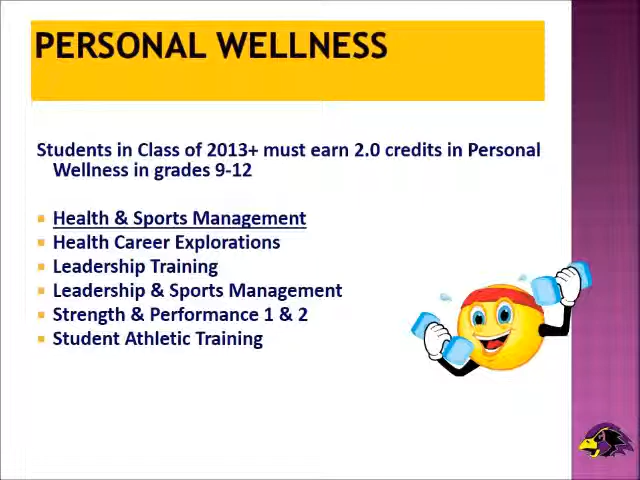 PERSONAL WELLNESS
Students in Class of 2013+ must earn 2.0 credits in Personal
Wellness in grades 9-12
Health & Sports Management
Health Career Explorations
Leadership Training
Leadership & Sports Management
Strength & Performance 1 & 2
Student Athletic Training